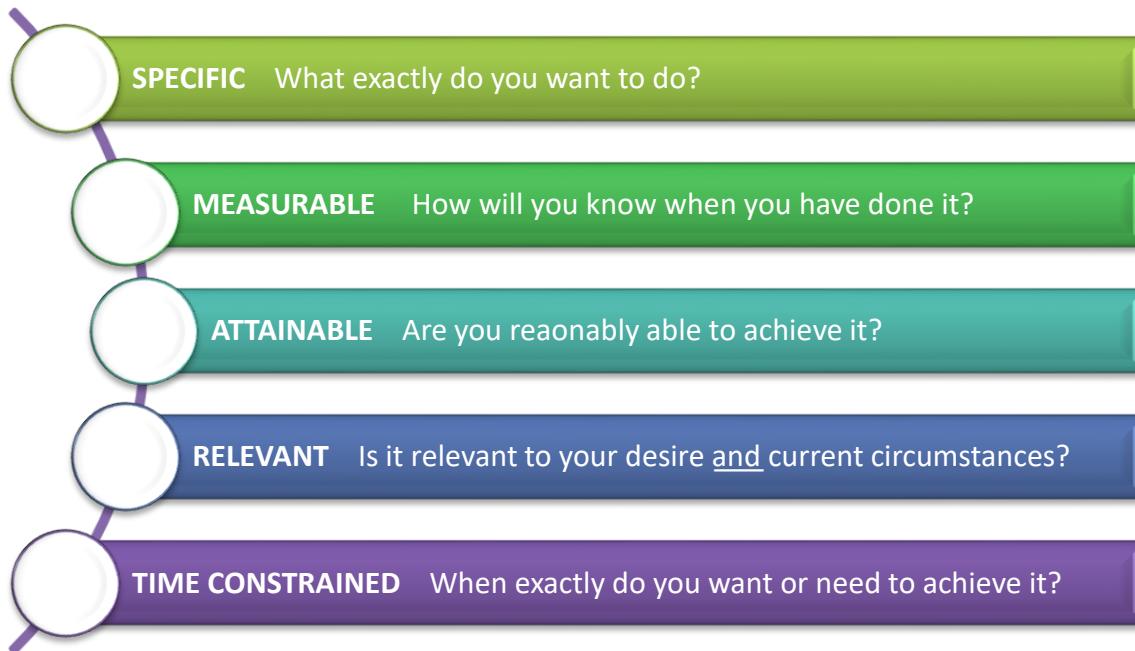 SPECIFIC What exactly do you want to do?
MEASURABLE How will you know when you have done it?
ATTAINABLE Are you reaonably able to achieve it?
RELEVANT Is it relevant to your desire and current circumstances?
TIME CONSTRAINED When exactly do you want or need to achieve it?